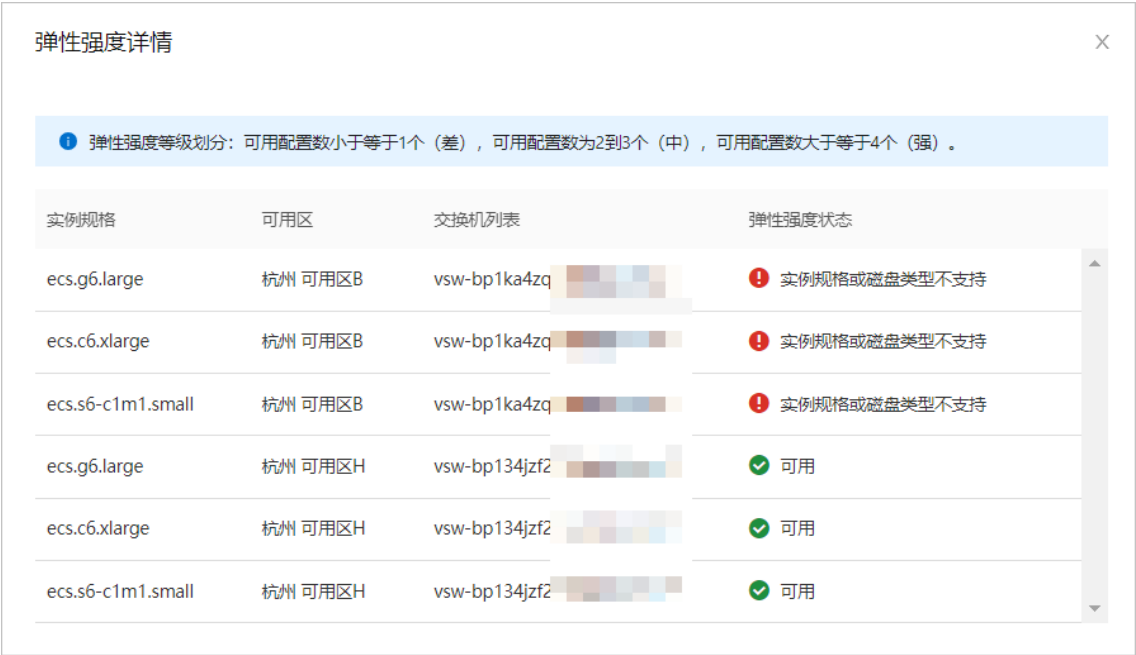 弹性强度详情
弹性强度等级划分：可用配置数小于等于1个（差），可用配置数为2到3个（中），可用配置数大于等于4个（强）。
实例规格 可用区 交换机列表 弹性强度状态
ecs.g6.large 杭州 可用区B vsw-bp1ka4zq 实例规格或磁盘类型不支持
ecs.c6.xlarge 杭州 可用区B vsw-bp1ka4zq 实例规格或磁盘类型不支持
ecs.s6-c1m1.small 杭州 可用区B vsw-bp1ka4zq 实例规格或磁盘类型不支持
ecs.g6.large 杭州 可用区H vsw-bp134jzf2 可用
ecs.c6.xlarge 杭州 可用区H vsw-bp134jzf2 可用
ecs.s6-c1m1.small 杭州 可用区H vsw-bp134jzf2 可用